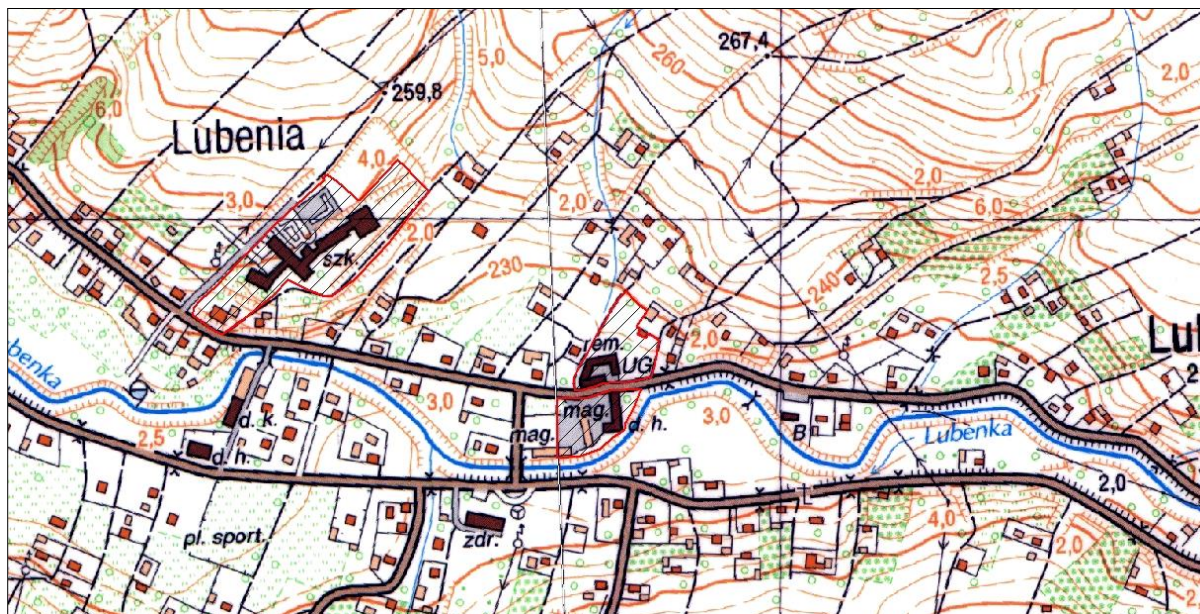 267,4
260
5,0
2,0
259,8
6,0
Lubenia
4,0
3,0
2,0
2,0
2,0
6,0
szk.
230
2,5
240
rem.
2,0
UG
benka
3,0
mag.
3,0
d. k.
d. h.
mag.
B
Lubenka
2,5
d. h.
2,0
L
4,0
pl. sport.
zdr.
2,0